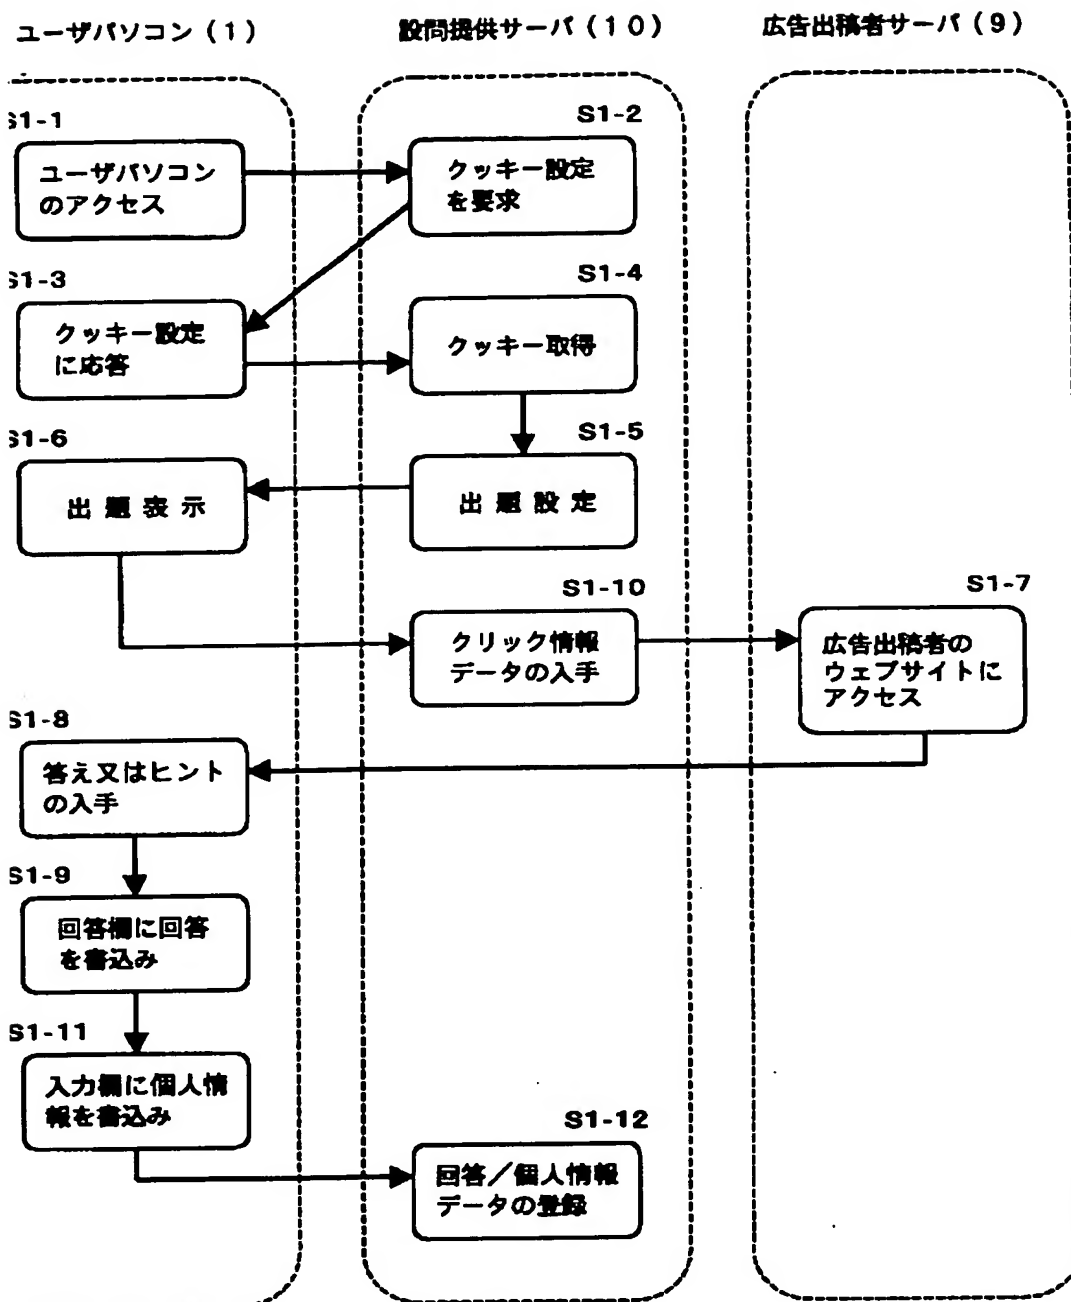 ユーザパソコン（１）
設問提供サーバ（１０）
広告出稿者サーバ（９）
S1-1
ユーザパソコン
のアクセス
S1-2
クッキー設定
を要求
S1-3
クッキー設定
に応答
S1-4
クッキー取得
S1-5
出題設定
S1-6
出題表示
S1-10
クリック情報
データの入手
S1-7
広告出稿者の
ウェブサイトに
アクセス
S1-8
答え又はヒント
の入手
S1-9
回答欄に回答
を書込み
S1-11
入力欄に個人情
報を書込み
S1-12
回答／個人情報
データの登録